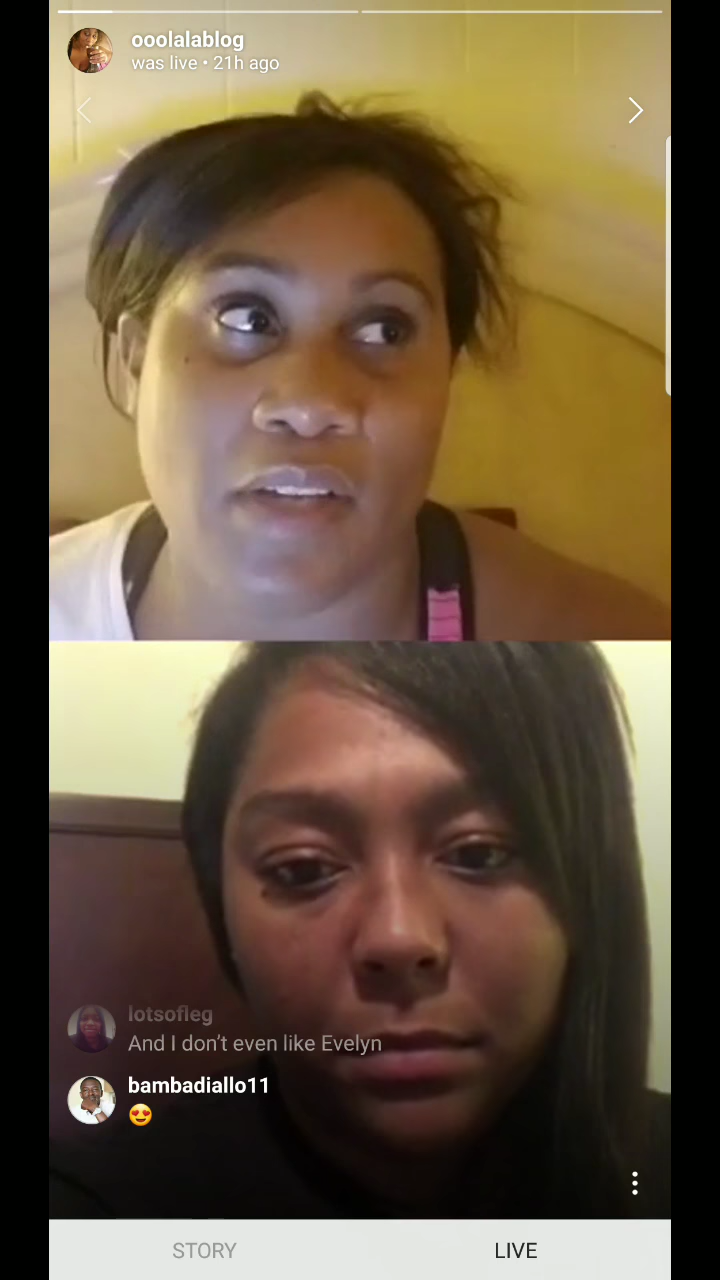 ooolalablog
was live • 21h ago
lotsofleg
And I don't even like Evelyn
bambadiallo11
😍
STORY
LIVE